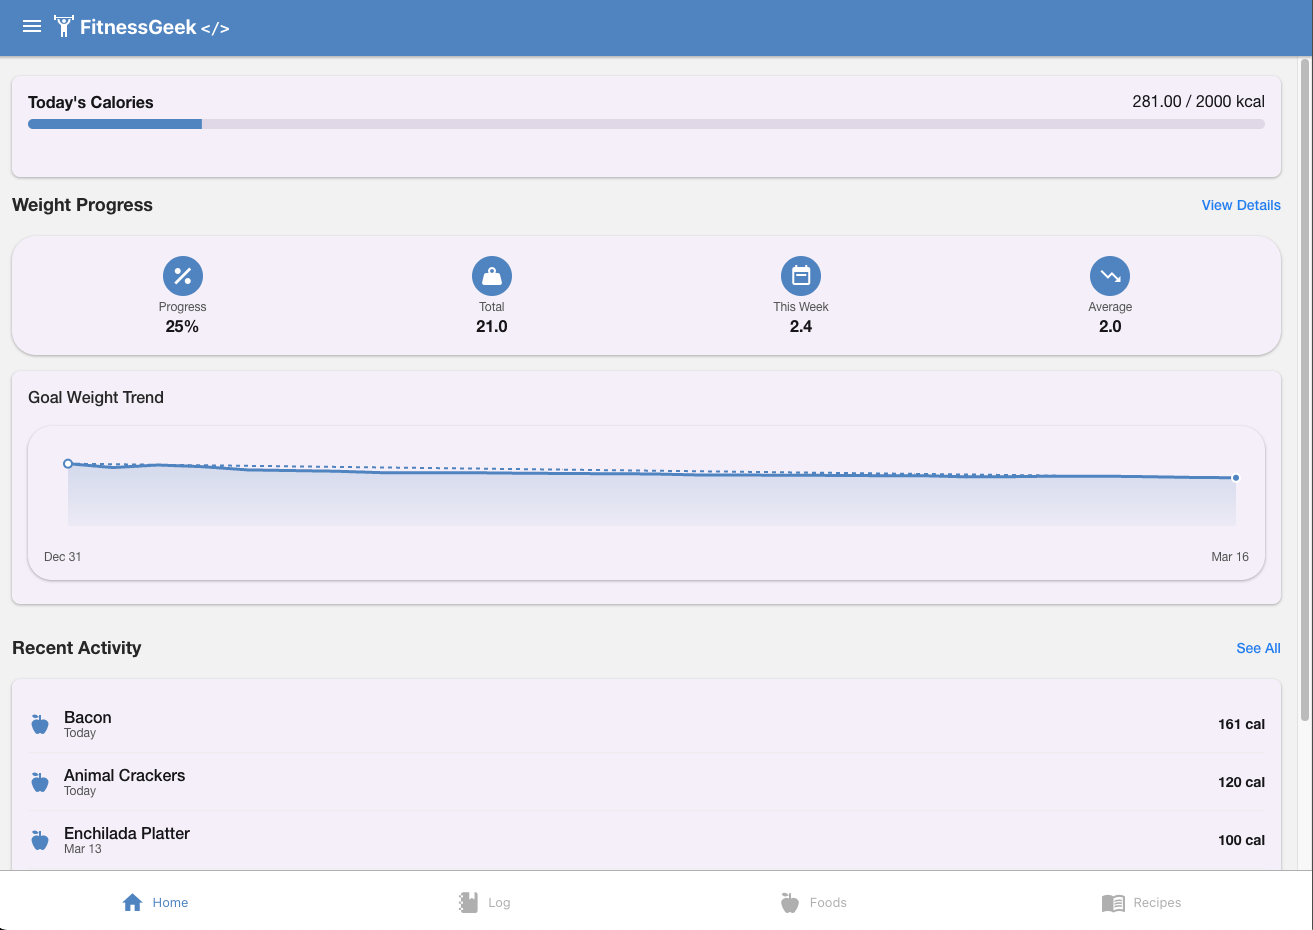 FitnessGeek </>
Today's Calories
281.00 / 2000 kcal
Weight Progress
View Details
Progress
25%
Total
21.0
This Week
2.4
Average
2.0
Goal Weight Trend
Dec 31
Mar 16
Recent Activity
See All
Bacon
Today
161 cal
Animal Crackers
Today
120 cal
Enchilada Platter
Mar 13
100 cal
Home
Log
Foods
Recipes